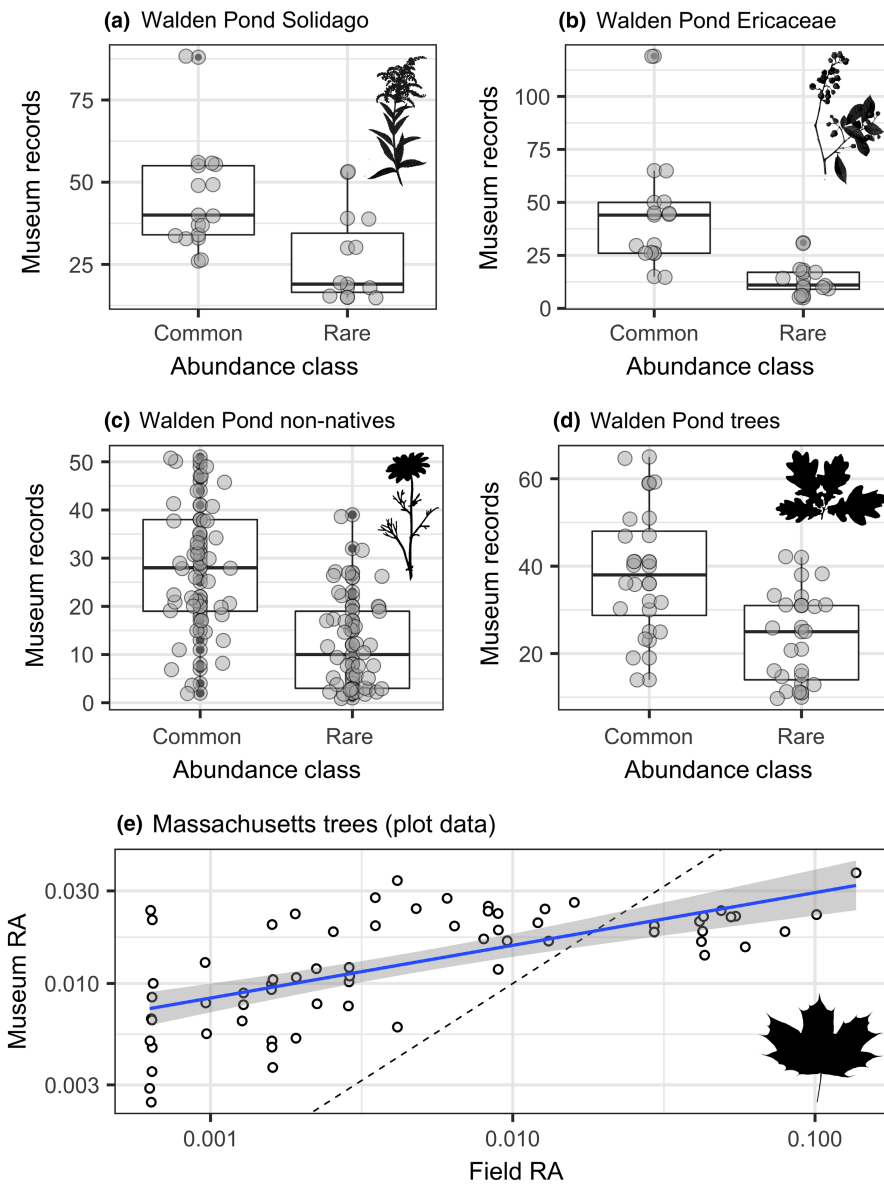 (a) Walden Pond Solidago
Museum records
75
50
25
Common Rare
Abundance class
(b) Walden Pond Ericaceae
Museum records
100
75
50
25
0
Common Rare
Abundance class
(c) Walden Pond non-natives
Museum records
50
40
30
20
10
0
Common Rare
Abundance class
(d) Walden Pond trees
Museum records
60
40
20
Common Rare
Abundance class
(e) Massachusetts trees (plot data)
Museum RA
0.030
0.010
0.003
0.001 0.010 0.100
Field RA